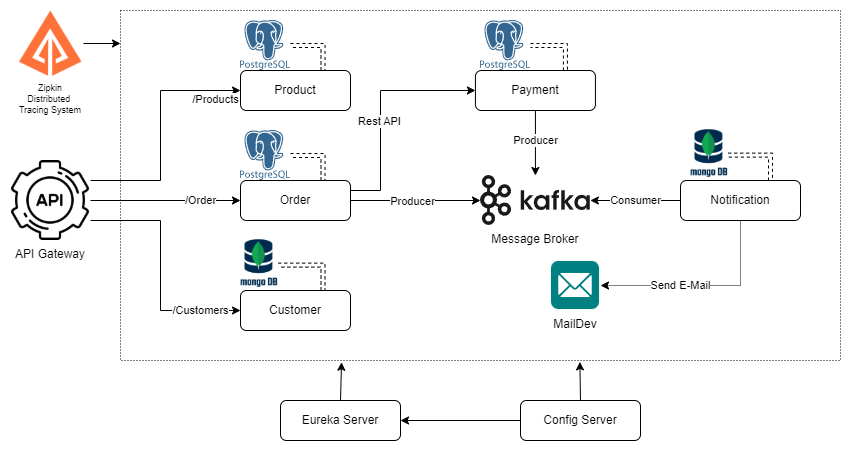 PostgreSQL
PostgreSQL
Zipkin
Distributed
Tracing System
Product
Payment
/Products
Rest API
Producer
PostgreSQL
mongo DB
API
/Order
Order
Producer
kafka
Consumer
Notification
API Gateway
Message Broker
mongo DB
/Customers
Customer
Send E-Mail
MailDev
Eureka Server
Config Server